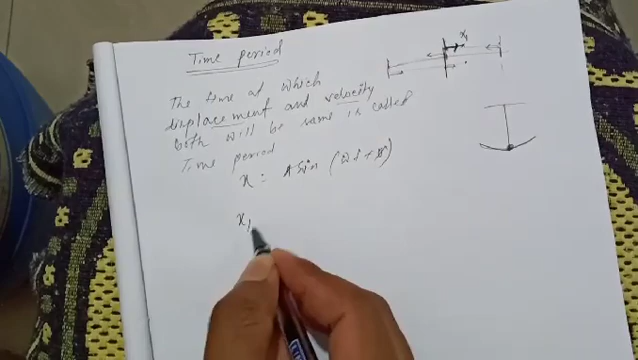 Time period
x₁
The time at which
displacement and velocity
both will be same is called
Time period
x = A sin (Ωt + φ)
x₁